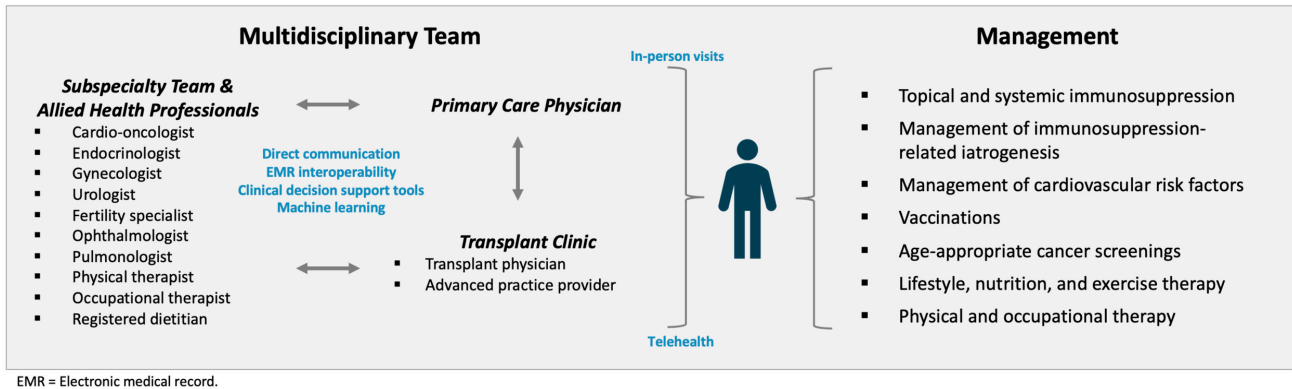 Multidisciplinary Team
Subspecialty Team &
Allied Health Professionals
▪ Cardio-oncologist
▪ Endocrinologist
▪ Gynecologist
▪ Urologist
▪ Fertility specialist
▪ Ophthalmologist
▪ Pulmonologist
▪ Physical therapist
▪ Occupational therapist
▪ Registered dietitian
Direct communication
EMR interoperability
Clinical decision support tools
Machine learning
Primary Care Physician
Transplant Clinic
▪ Transplant physician
▪ Advanced practice provider
In-person visits
Telehealth
Management
▪ Topical and systemic immunosuppression
▪ Management of immunosuppression-
related iatrogenesis
▪ Management of cardiovascular risk factors
▪ Vaccinations
▪ Age-appropriate cancer screenings
▪ Lifestyle, nutrition, and exercise therapy
▪ Physical and occupational therapy
EMR = Electronic medical record.